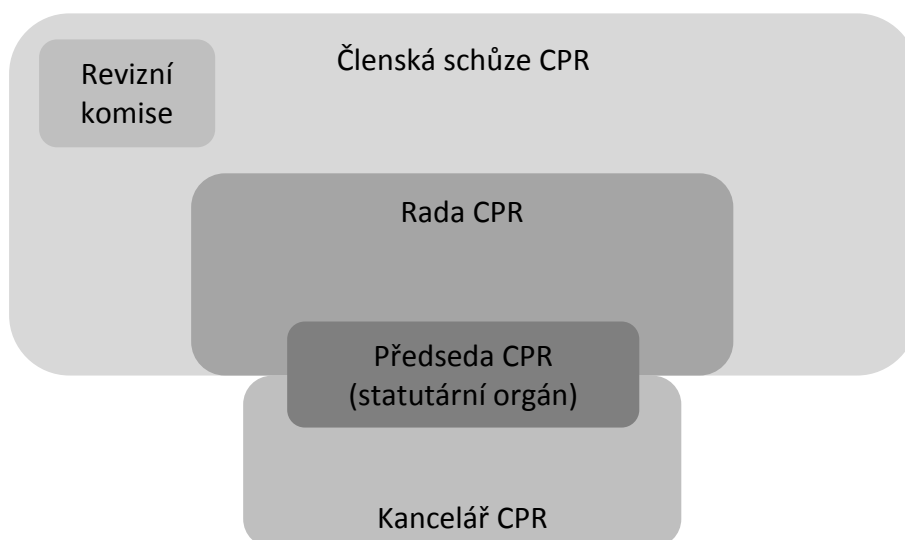 Členská schůze CPR
Revizní
komise
Rada CPR
Předseda CPR
(statutární orgán)
Kancelář CPR